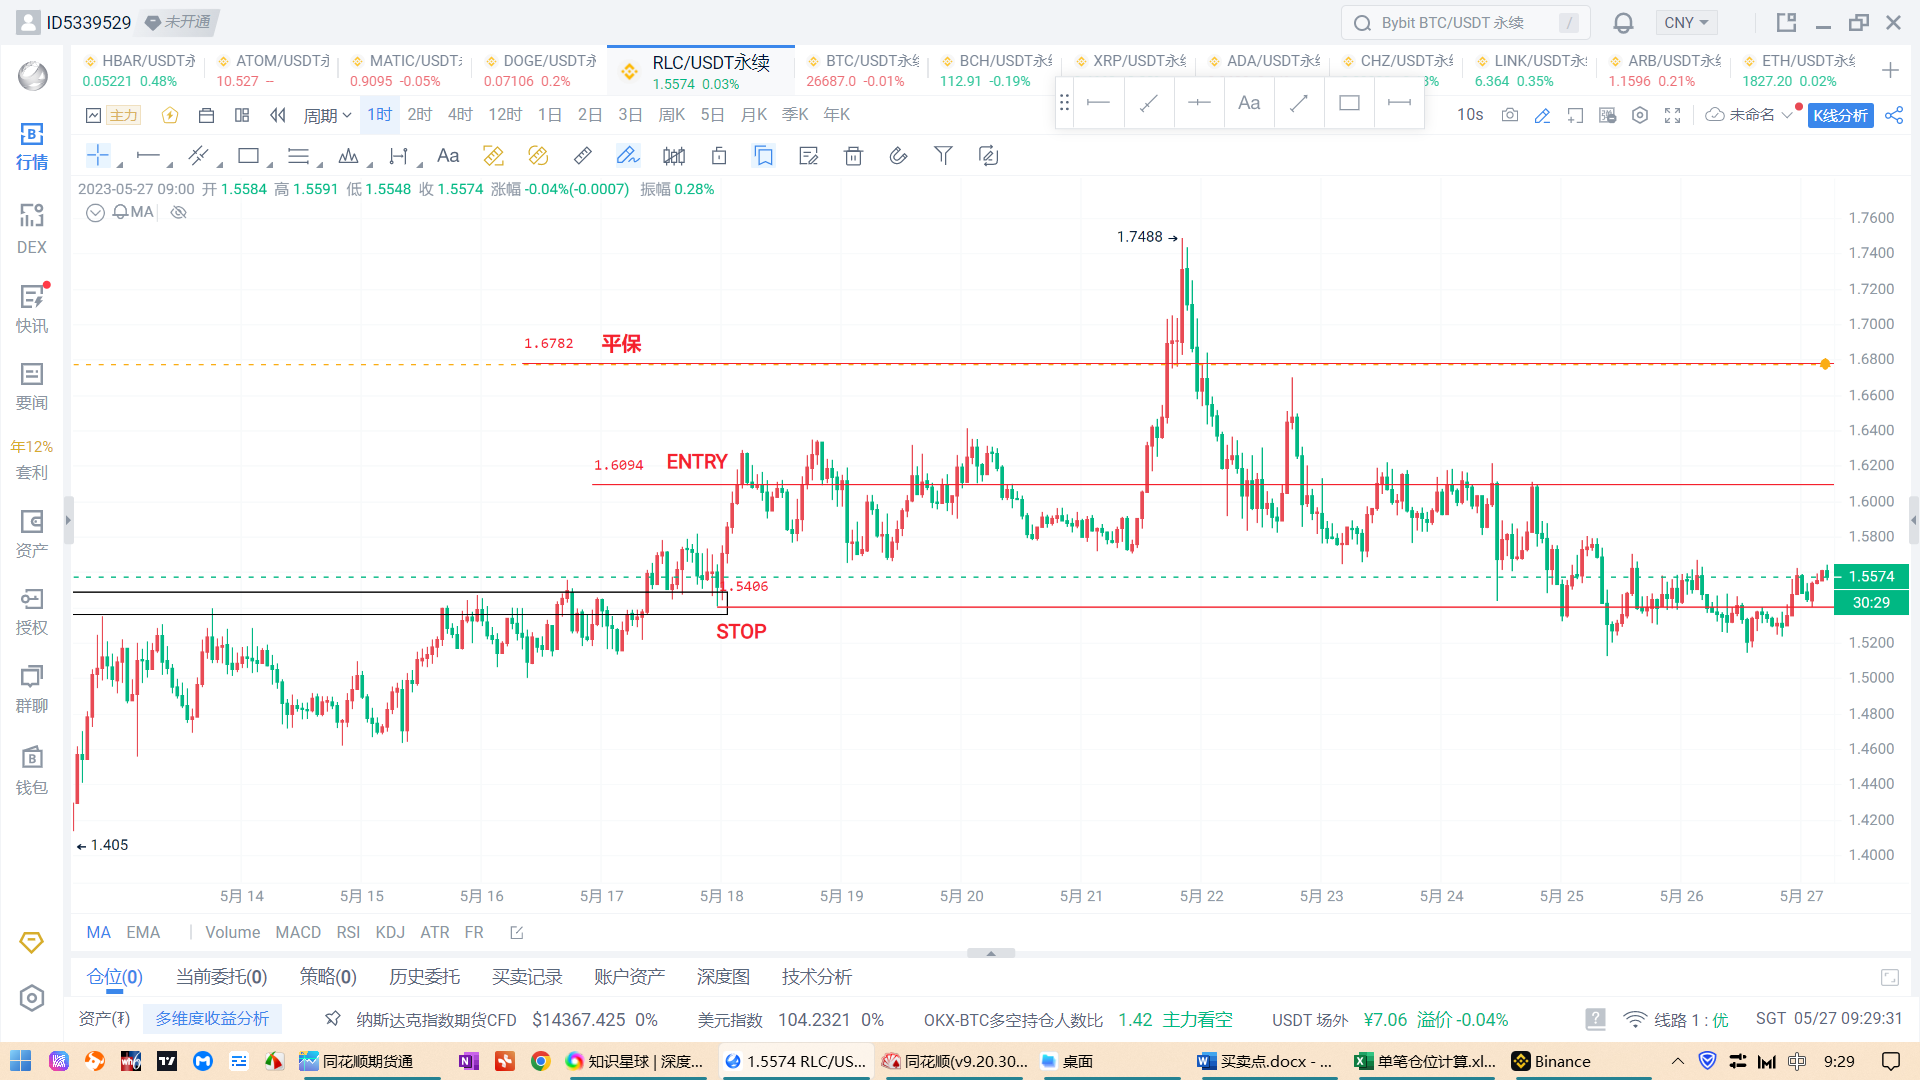 ID5339529 未开通
Bybit BTC/USDT 永续 /
CNY
HBAR/USDT永
0.05221 0.48%
ATOM/USDT永
10.527 --
MATIC/USDT永
0.9095 -0.05%
DOGE/USDT永
0.07106 0.2%
RLC/USDT永续
1.5574 0.03%
BTC/USDT永续
26687.0 -0.01%
BCH/USDT永续
112.91 -0.19%
XRP/USDT永续
ADA/USDT永续
CHZ/USDT永续
LINK/USDT永续
6.364 0.35%
ARB/USDT永续
1.1596 0.21%
ETH/USDT永续
1827.20 0.02%
主力
周期 1时 2时 4时 12时 1日 2日 3日 周K 5日 月K 季K 年K
Aa
10s
未命名
K线分析
Aa
2023-05-27 09:00 开 1.5584 高 1.5591 低 1.5548 收 1.5574 涨幅 -0.04%(-0.0007) 振幅 0.28%
MA
行情
DEX
快讯
要闻
年12%
套利
资产
授权
群聊
钱包
1.7488
1.6782 平保
1.6094 ENTRY
1.5406
STOP
1.405
1.7600
1.7400
1.7200
1.7000
1.6800
1.6600
1.6400
1.6200
1.6000
1.5800
1.5574
30:29
1.5200
1.5000
1.4800
1.4600
1.4400
1.4200
1.4000
5月 14 5月 15 5月 16 5月 17 5月 18 5月 19 5月 20 5月 21 5月 22 5月 23 5月 24 5月 25 5月 26 5月 27
MA EMA Volume MACD RSI KDJ ATR FR
仓位(0) 当前委托(0) 策略(0) 历史委托 买卖记录 账户资产 深度图 技术分析
资产(₮) 多维度收益分析 纳斯达克指数期货CFD $14367.425 0% 美元指数 104.2321 0% OKX-BTC多空持仓人数比 1.42 主力看空 USDT 场外 ¥7.06 溢价 -0.04% 线路 1 : 优 SGT 05/27 09:29:31
同花顺期货通
知识星球 | 深度...
1.5574 RLC/US...
同花顺(v9.20.30...
桌面
买卖点.docx - ...
单笔仓位计算.xl...
Binance
中
9:29